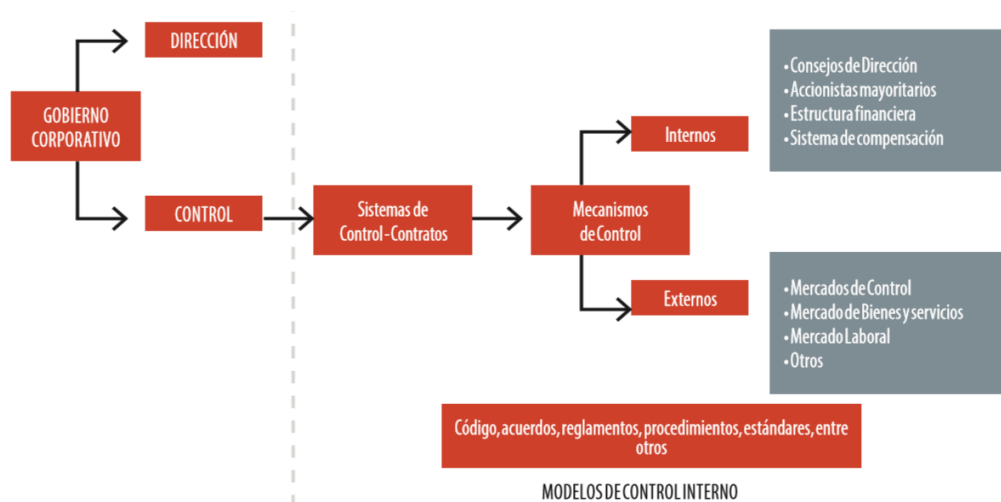 DIRECCIÓN
GOBIERNO
CORPORATIVO
CONTROL
Sistemas de
Control-Contratos
Mecanismos
de Control
Internos
• Consejos de Dirección
• Accionistas mayoritarios
• Estructura financiera
• Sistema de compensación
Externos
• Mercados de Control
• Mercado de Bienes y servicios
• Mercado Laboral
• Otros
Código, acuerdos, reglamentos, procedimientos, estándares, entre
otros
MODELOS DE CONTROL INTERNO